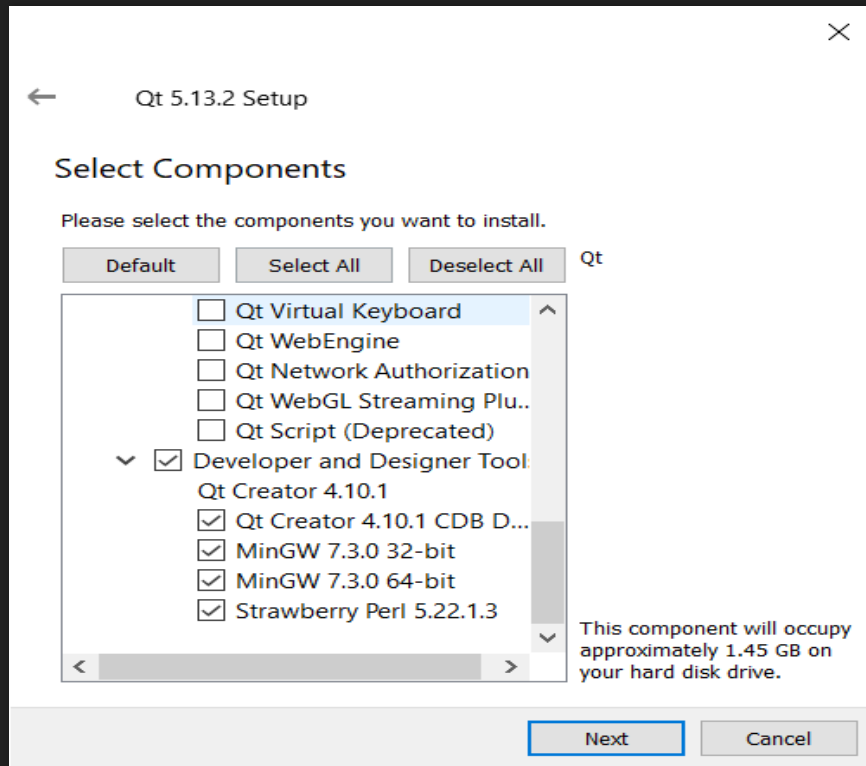 Qt 5.13.2 Setup
Select Components
Please select the components you want to install.
Default
Select All
Deselect All
Qt
Qt Virtual Keyboard
Qt WebEngine
Qt Network Authorization
Qt WebGL Streaming Plu..
Qt Script (Deprecated)
Developer and Designer Tool
Qt Creator 4.10.1
Qt Creator 4.10.1 CDB D...
MinGW 7.3.0 32-bit
MinGW 7.3.0 64-bit
Strawberry Perl 5.22.1.3
This component will occupy
approximately 1.45 GB on
your hard disk drive.
Next
Cancel